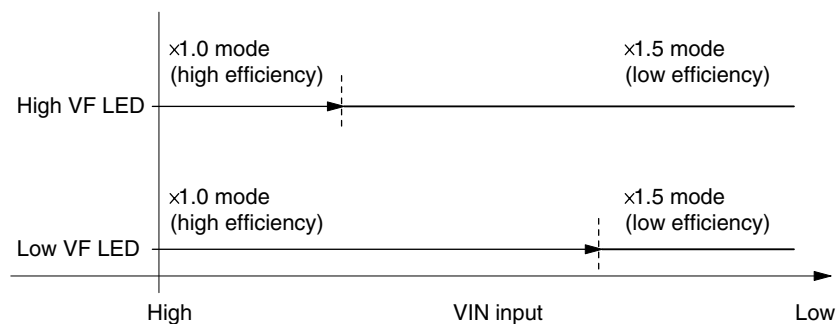 ×1.0 mode
(high efficiency)
×1.5 mode
(low efficiency)
High VF LED
×1.0 mode
(high efficiency)
×1.5 mode
(low efficiency)
Low VF LED
High
VIN input
Low